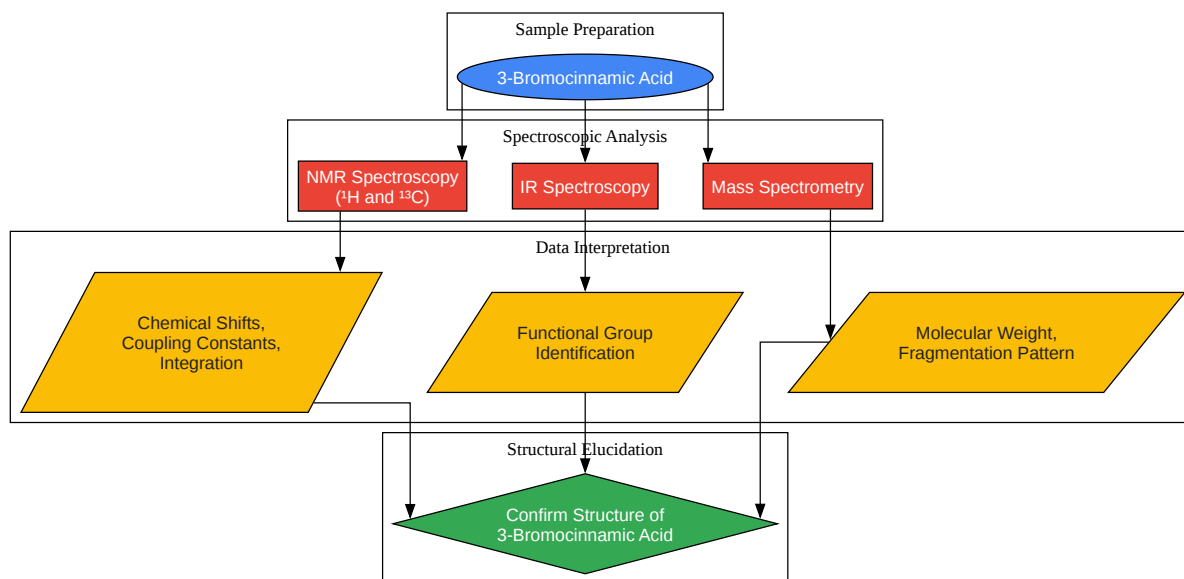 Sample Preparation
3-Bromocinnamic Acid
Spectroscopic Analysis
NMR Spectroscopy
(¹H and ¹³C)
IR Spectroscopy
Mass Spectrometry
Data Interpretation
Chemical Shifts,
Coupling Constants,
Integration
Functional Group
Identification
Molecular Weight,
Fragmentation Pattern
Structural Elucidation
Confirm Structure of
3-Bromocinnamic Acid